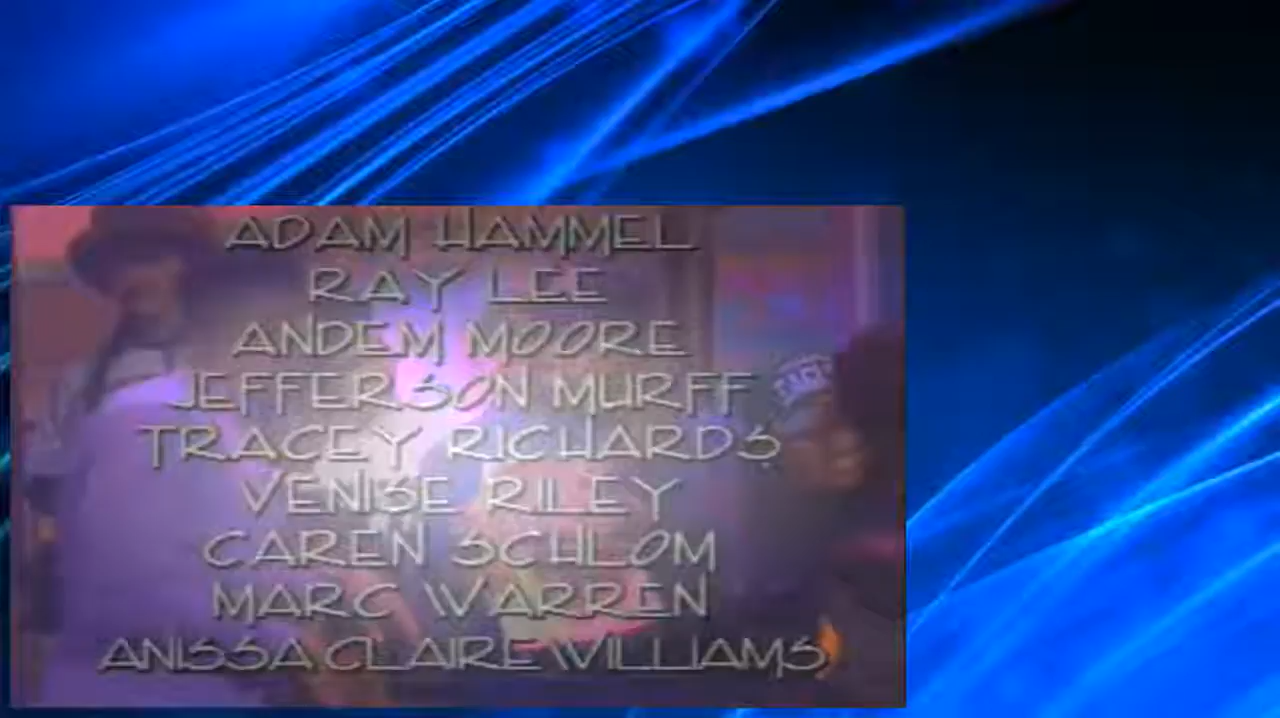 ADAM HAMMEL
RAY LEE
ANDEM MOORE
JEFFERSON MURFF
TRACEY RICHARDS
VENISE RILEY
CAREN SCHLOM
MARC WARREN
ANISSA CLAIRE WILLIAMS